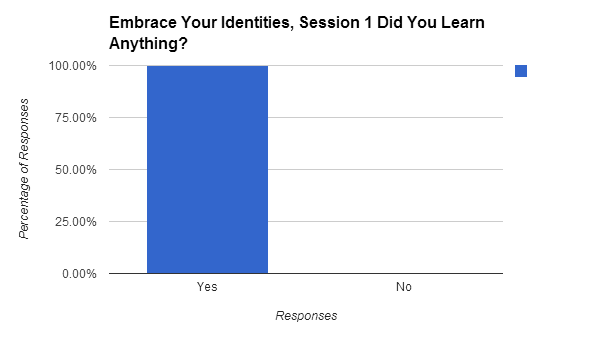 Embrace Your Identities, Session 1 Did You Learn
Anything?
100.00%
75.00%
50.00%
25.00%
0.00%
Percentage of Responses
Yes No
Responses